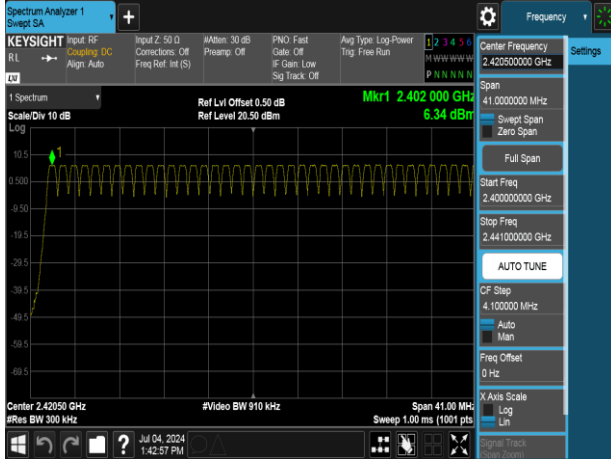 Spectrum Analyzer 1
Swept SA
+
Frequency
KEYSIGHT
RL
Input: RF
Coupling: DC
Align: Auto
Input Z: 50 Ω
Corrections: Off
Freq Ref: Int (S)
#Atten: 30 dB
Preamp: Off
PNO: Fast
Gate: Off
IF Gain: Low
Sig Track: Off
Avg Type: Log-Power
Trig: Free Run
1 2 3 4 5 6
M W W W W W
P N N N N N
LXI
1 Spectrum
Scale/Div 10 dB
Log
Ref Lvl Offset 0.50 dB
Ref Level 20.50 dBm
Mkr1 2.402 000 GHz
6.34 dBm
1
10.5
0.500
-9.50
-19.5
-29.5
-39.5
-49.5
-59.5
-69.5
Center 2.42050 GHz
#Res BW 300 kHz
#Video BW 910 kHz
Span 41.00 MHz
Sweep 1.00 ms (1001 pts
Center Frequency
2.420500000 GHz
Settings
Span
41.0000000 MHz
Swept Span
Zero Span
Full Span
Start Freq
2.400000000 GHz
Stop Freq
2.441000000 GHz
AUTO TUNE
CF Step
4.100000 MHz
Auto
Man
Freq Offset
0 Hz
X Axis Scale
Log
Lin
Signal Track
(Span Zoom)
?
Jul 04, 2024
1:42:57 PM